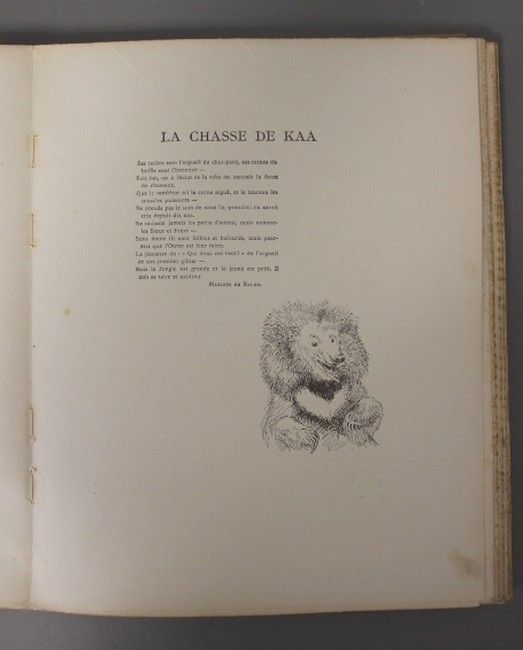 LA CHASSE DE KAA
Ses taches sont l'orgueil du chat-pard, ses cornes du
buffle sont l'honneur —
Sois net, car à l'éclat de la robe on connaît la force
du chasseur.
Que le sambhur ait la corne aiguë, et le taureau les
muscles puissants —
Ne prends pas le soin de nous l'apprendre : on savait
cela depuis dix ans.
Ne moleste jamais les petits d'autrui, mais nomme-
les Sœur et Frère —
Sans doute ils sont faibles et balourds, mais peut-
être que l'Ourse est leur mère.
La jeunesse dit : « Qui donc me vaut ! » en l'orgueil
de son premier gibier —
Mais la Jungle est grande et le jeune est petit. Il
doit se taire et méditer.
Maximes de Baloo.